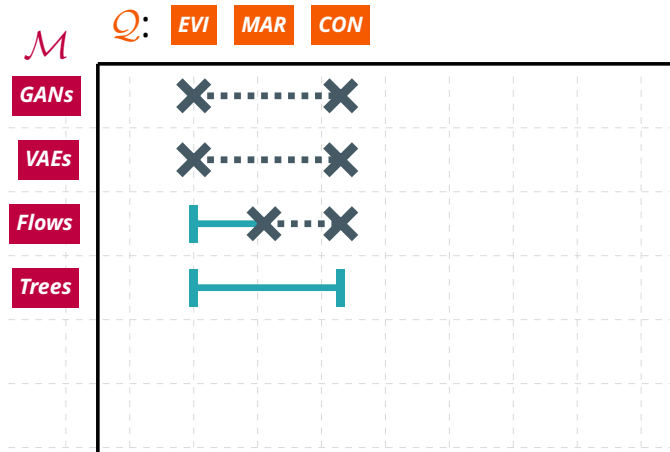 𝒬: EVI MAR CON
ℳ
GANs
VAEs
Flows
Trees